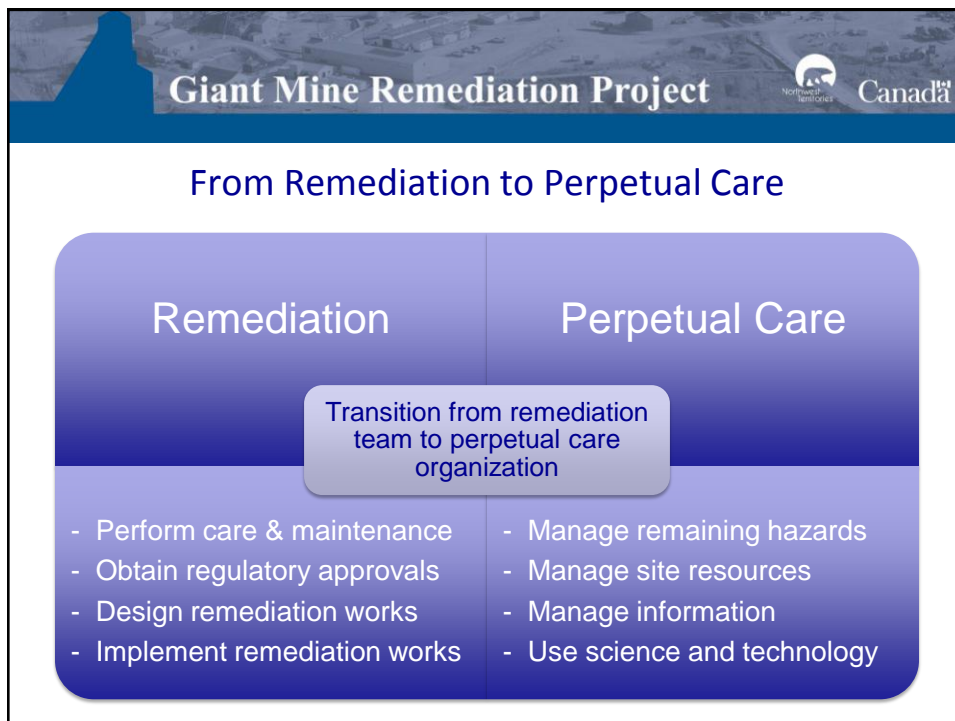 Giant Mine Remediation Project
Northwest
Territories
Canada
From Remediation to Perpetual Care
Remediation
Perpetual Care
Transition from remediation
team to perpetual care
organization
- Perform care & maintenance
- Obtain regulatory approvals
- Design remediation works
- Implement remediation works
- Manage remaining hazards
- Manage site resources
- Manage information
- Use science and technology